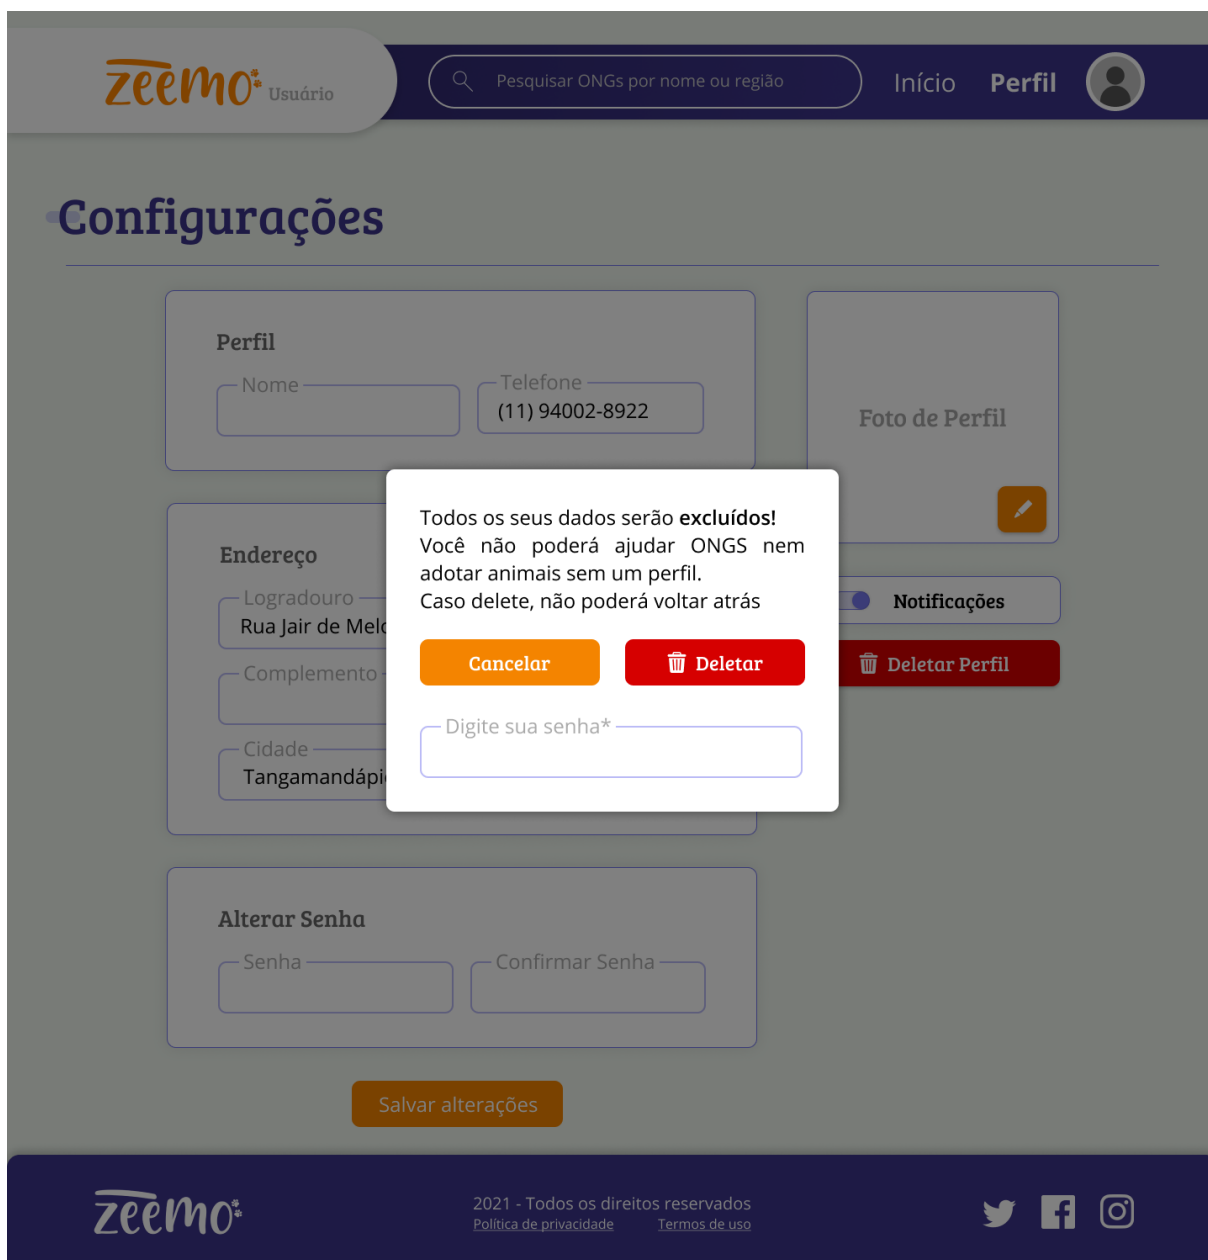 zeemo Usuário
Pesquisar ONGs por nome ou região
Início
Perfil
Configurações
Perfil
Nome
Telefone
(11) 94002-8922
Foto de Perfil
Endereço
Logradouro
Rua Jair de Melo
Complemento
Cidade
Todos os seus dados serão excluídos!
Você não poderá ajudar ONGS nem
adotar animais sem um perfil.
Caso delete, não poderá voltar atrás
Cancelar
Deletar
Digite sua senha*
Notificações
Deletar Perfil
Alterar Senha
Senha
Confirmar Senha
Salvar alterações
zeemo
2021 - Todos os direitos reservados
Política de privacidade
Termos de uso